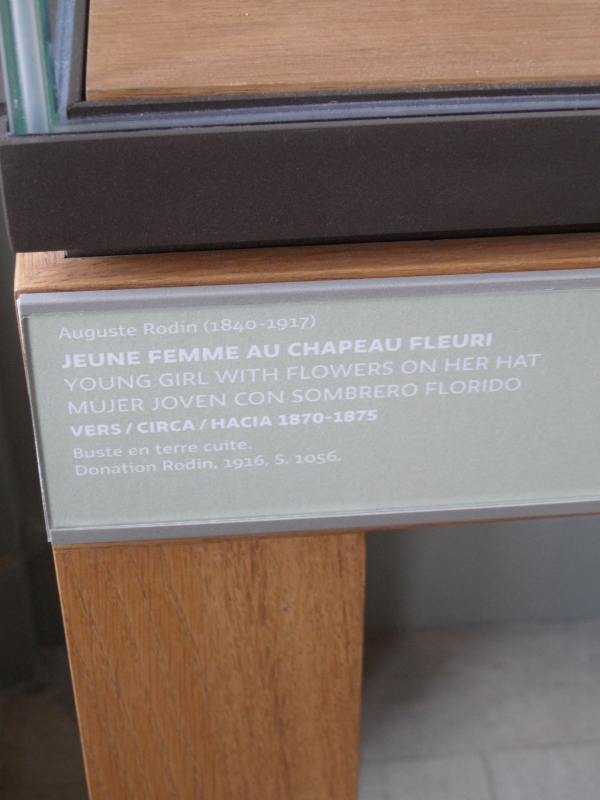 Auguste Rodin (1840-1917)
JEUNE FEMME AU CHAPEAU FLEURI
YOUNG GIRL WITH FLOWERS ON HER HAT
MUJER JOVEN CON SOMBRERO FLORIDO
VERS / CIRCA / HACIA 1870-1875
Buste en terre cuite.
Donation Rodin, 1916, S. 1056.